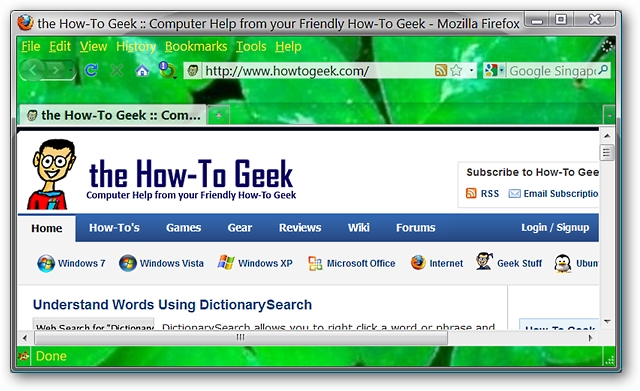 the How-To Geek :: Computer Help from your Friendly How-To Geek - Mozilla Firefox
File Edit View History Bookmarks Tools Help
http://www.howtogeek.com/ Google Singap
the How-To Geek :: Com...
the How-To Geek
Computer Help from your Friendly How-To Geek
Subscribe to How-To Gee
RSS Email Subscriptio
Home How-To's Games Gear Reviews Wiki Forums Login / Signup
Windows 7 Windows Vista Windows XP Microsoft Office Internet Geek Stuff Ubun
Understand Words Using DictionarySearch
Web Search for "Dictionary DictionarySearch allows you to right click a word or phrase and
How-To Geek
Done